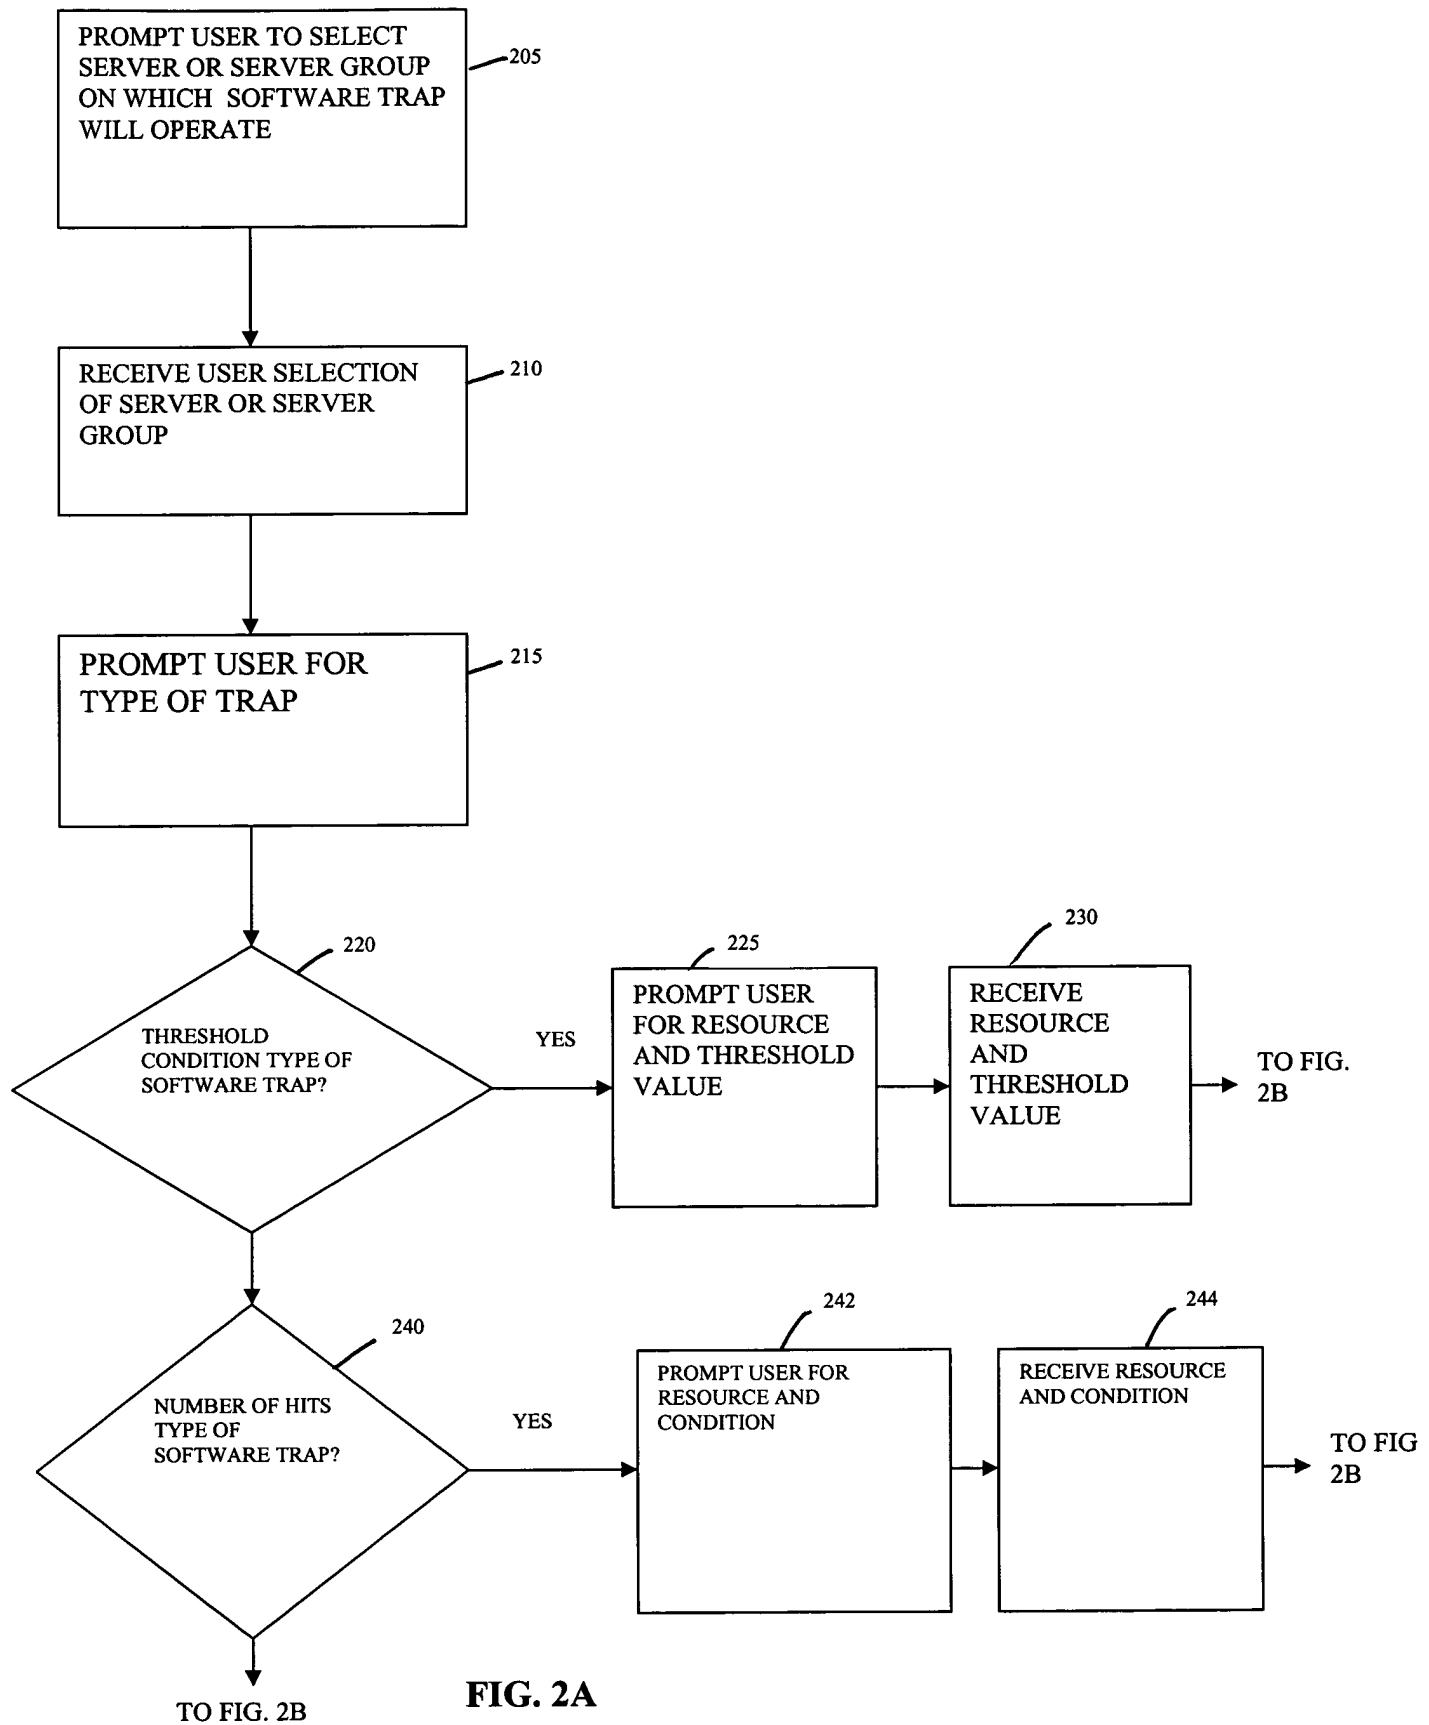 PROMPT USER TO SELECT
SERVER OR SERVER GROUP
ON WHICH SOFTWARE TRAP
WILL OPERATE
205
RECEIVE USER SELECTION
OF SERVER OR SERVER
GROUP
210
PROMPT USER FOR
TYPE OF TRAP
215
220
THRESHOLD
CONDITION TYPE OF
SOFTWARE TRAP?
YES
225
PROMPT USER
FOR RESOURCE
AND THRESHOLD
VALUE
230
RECEIVE
RESOURCE
AND
THRESHOLD
VALUE
TO FIG.
2B
240
NUMBER OF HITS
TYPE OF
SOFTWARE TRAP?
YES
242
PROMPT USER FOR
RESOURCE AND
CONDITION
244
RECEIVE RESOURCE
AND CONDITION
TO FIG
2B
TO FIG. 2B
FIG. 2A